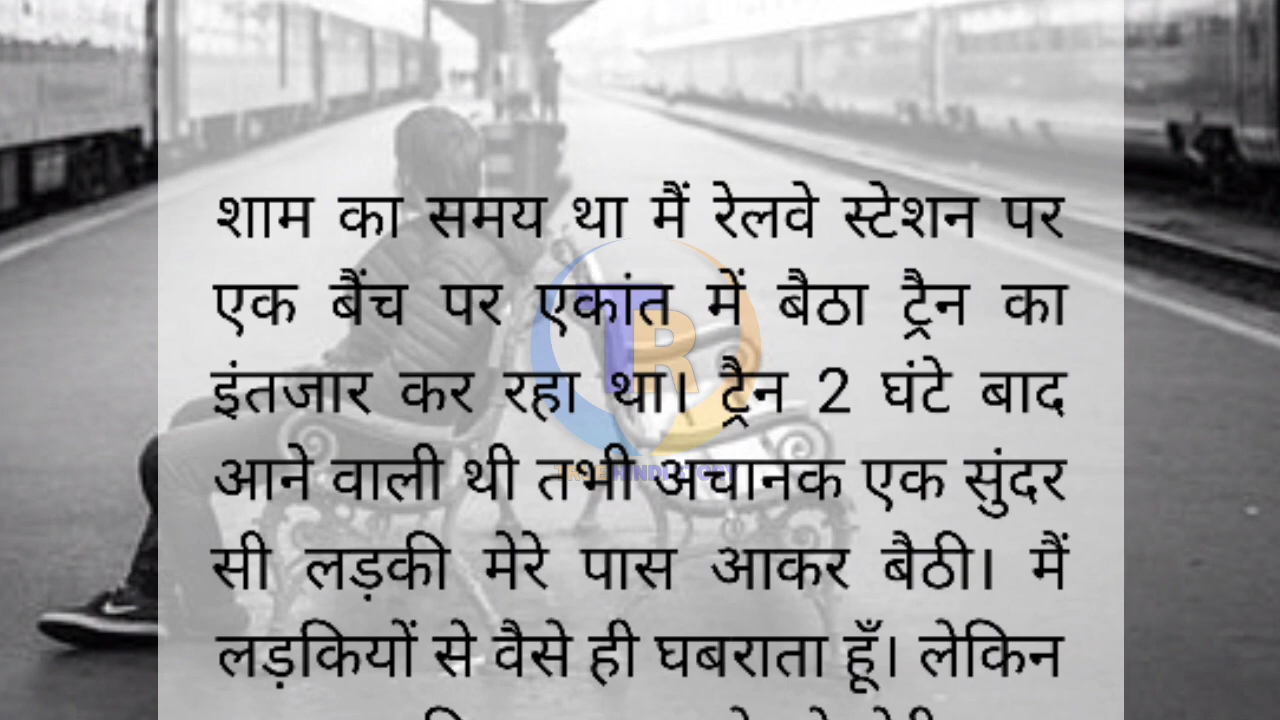 शाम का समय था मैं रेलवे स्टेशन पर
एक बैंच पर एकांत में बैठा ट्रैन का
इंतजार कर रहा था। ट्रैन 2 घंटे बाद
आने वाली थी तभी अचानक एक सुंदर
सी लड़की मेरे पास आकर बैठी। मैं
लड़कियों से वैसे ही घबराता हूँ। लेकिन
R